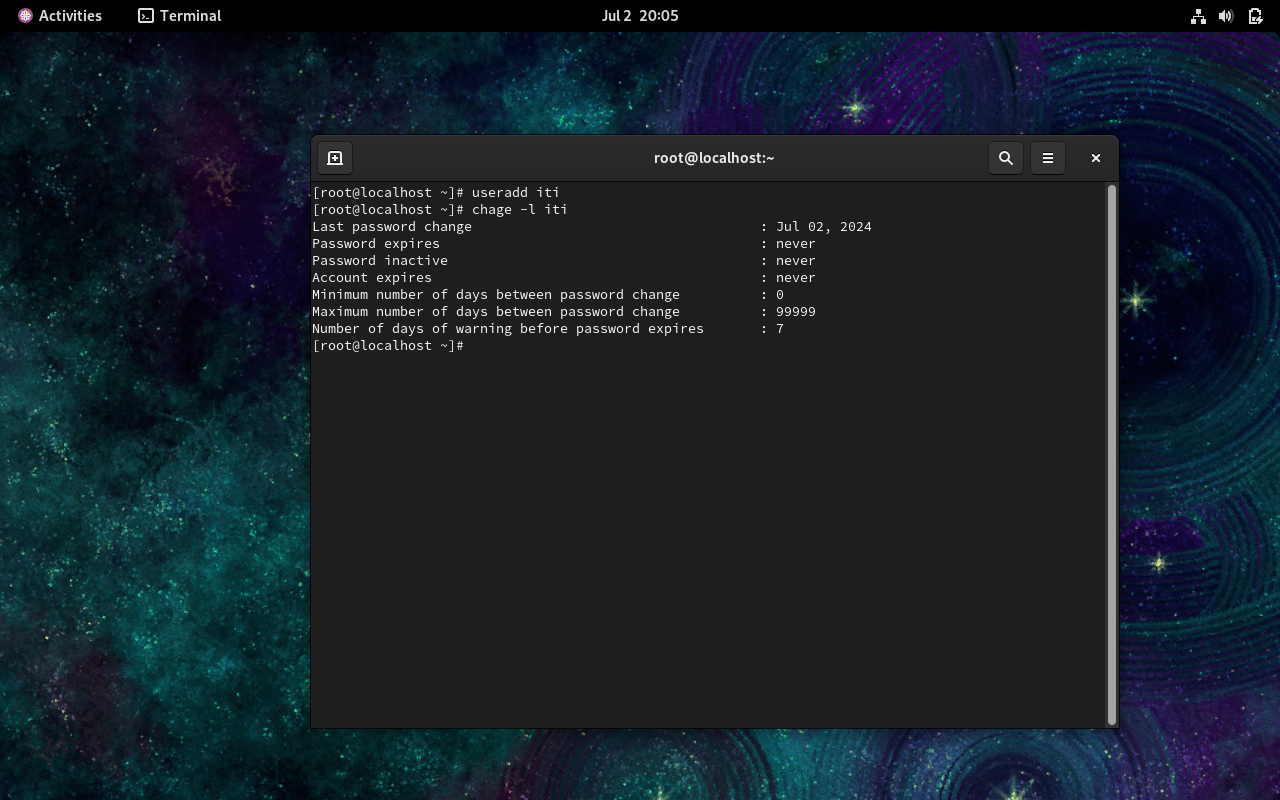 Activities Terminal Jul 2 20:05
root@localhost:~
[root@localhost ~]# useradd iti
[root@localhost ~]# chage -l iti
Last password change : Jul 02, 2024
Password expires : never
Password inactive : never
Account expires : never
Minimum number of days between password change : 0
Maximum number of days between password change : 99999
Number of days of warning before password expires : 7
[root@localhost ~]#